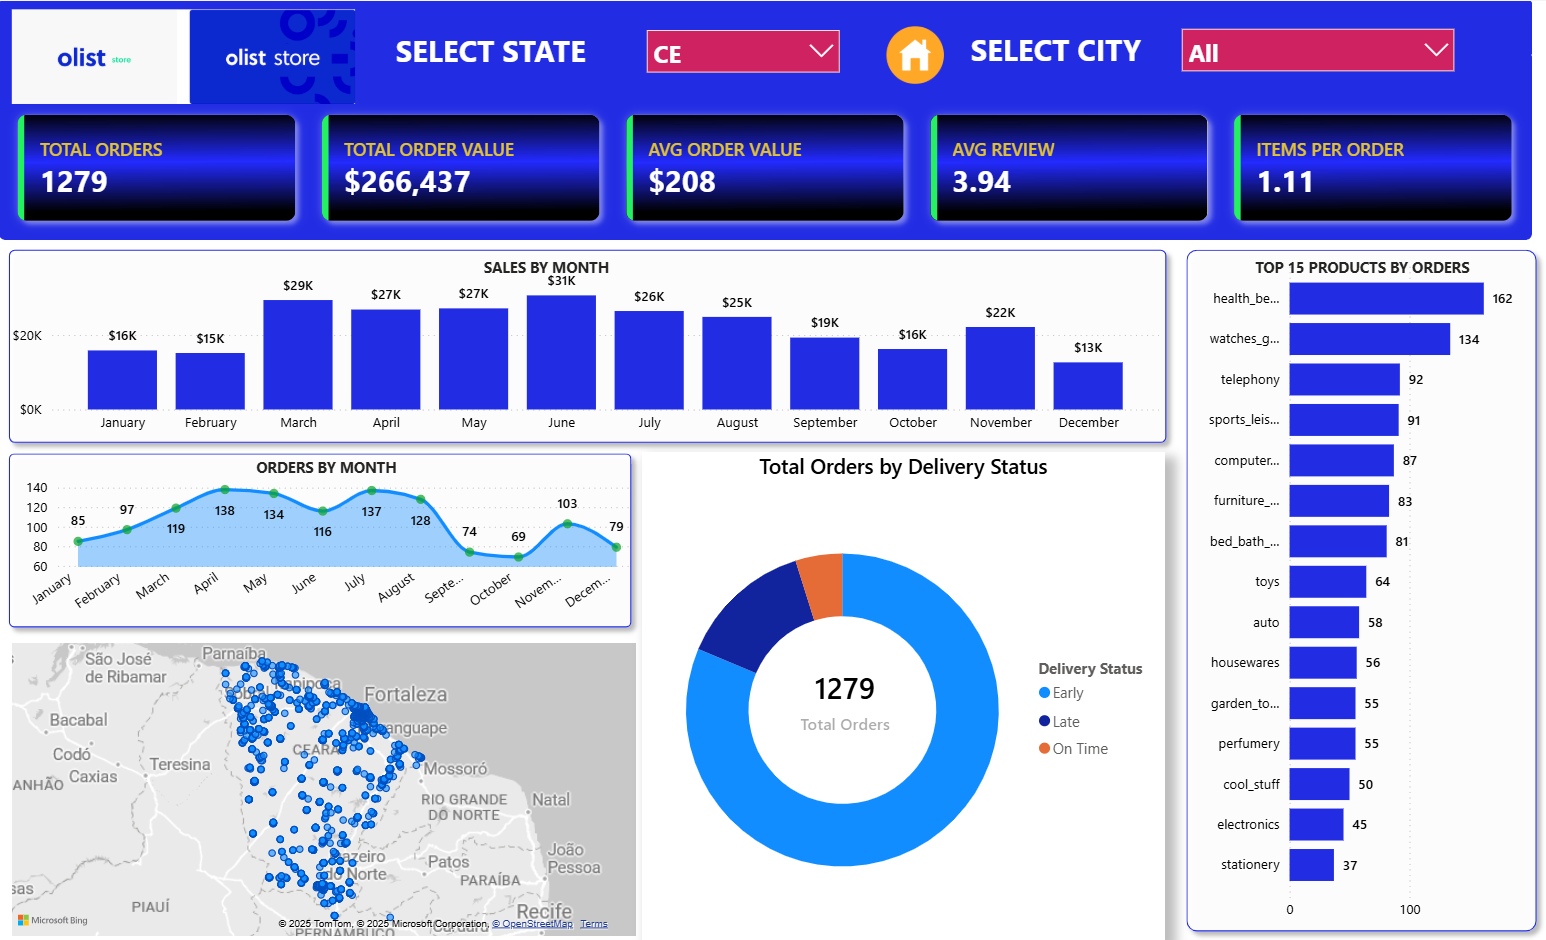 olist store
olist store
SELECT STATE
CE
SELECT CITY
All
TOTAL ORDERS
1279
TOTAL ORDER VALUE
$266,437
AVG ORDER VALUE
$208
AVG REVIEW
3.94
ITEMS PER ORDER
1.11
SALES BY MONTH
$20K
$0K
$16K
$15K
$29K
$27K
$27K
$31K
$26K
$25K
$19K
$16K
$22K
$13K
January
February
March
April
May
June
July
August
September
October
November
December
ORDERS BY MONTH
140
120
100
80
60
85
97
119
138
134
116
137
128
74
69
103
79
January
February
March
April
May
June
July
August
Septe...
October
Novem...
Decem...
São José
de Ribamar
Parnaíba
Fortaleza
anguape
Bacabal
Codó
Caxias
ANHÃO
Teresina
CEARÁ
Mossoró
RIO GRANDE
DO NORTE
Natal
azeiro
do Norte
Patos
PARAÍBA
João
Pessoa
PIAUÍ
Recife
PERNAMBUCO
Caruaru
Microsoft Bing
© 2025 TomTom, © 2025 Microsoft Corporation, © OpenStreetMap Terms
Total Orders by Delivery Status
1279
Total Orders
Delivery Status
Early
Late
On Time
TOP 15 PRODUCTS BY ORDERS
health_be... 162
watches_g... 134
telephony 92
sports_leis... 91
computer... 87
furniture_... 83
bed_bath_... 81
toys 64
auto 58
housewares 56
garden_to... 55
perfumery 55
cool_stuff 50
electronics 45
stationery 37
0 100